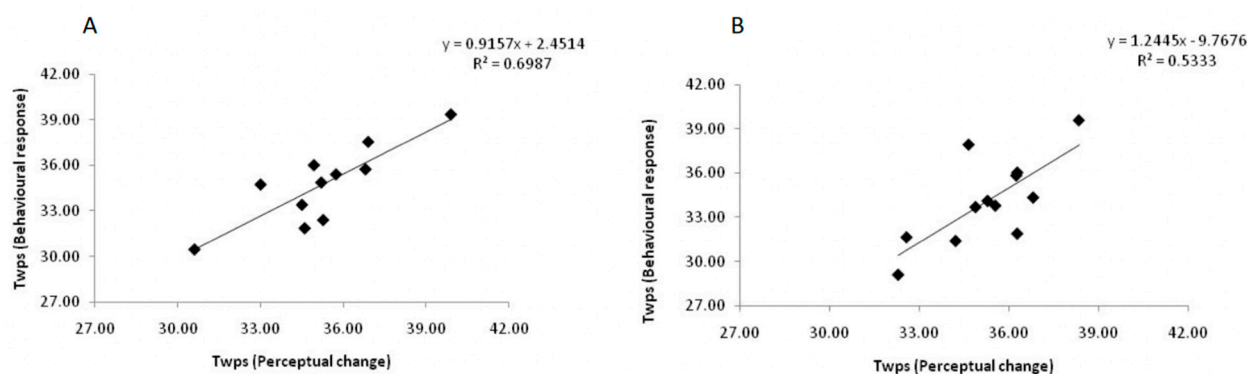 A
y = 0.9157x + 2.4514
R² = 0.6987
Twps (Behavioural response)
42.00
39.00
36.00
33.00
30.00
27.00
27.00 30.00 33.00 36.00 39.00 42.00
Twps (Perceptual change)
B
y = 1.2445x - 9.7676
R² = 0.5333
Twps (Behavioural response)
42.00
39.00
36.00
33.00
30.00
27.00
27.00 30.00 33.00 36.00 39.00 42.00
Twps (Perceptual change)